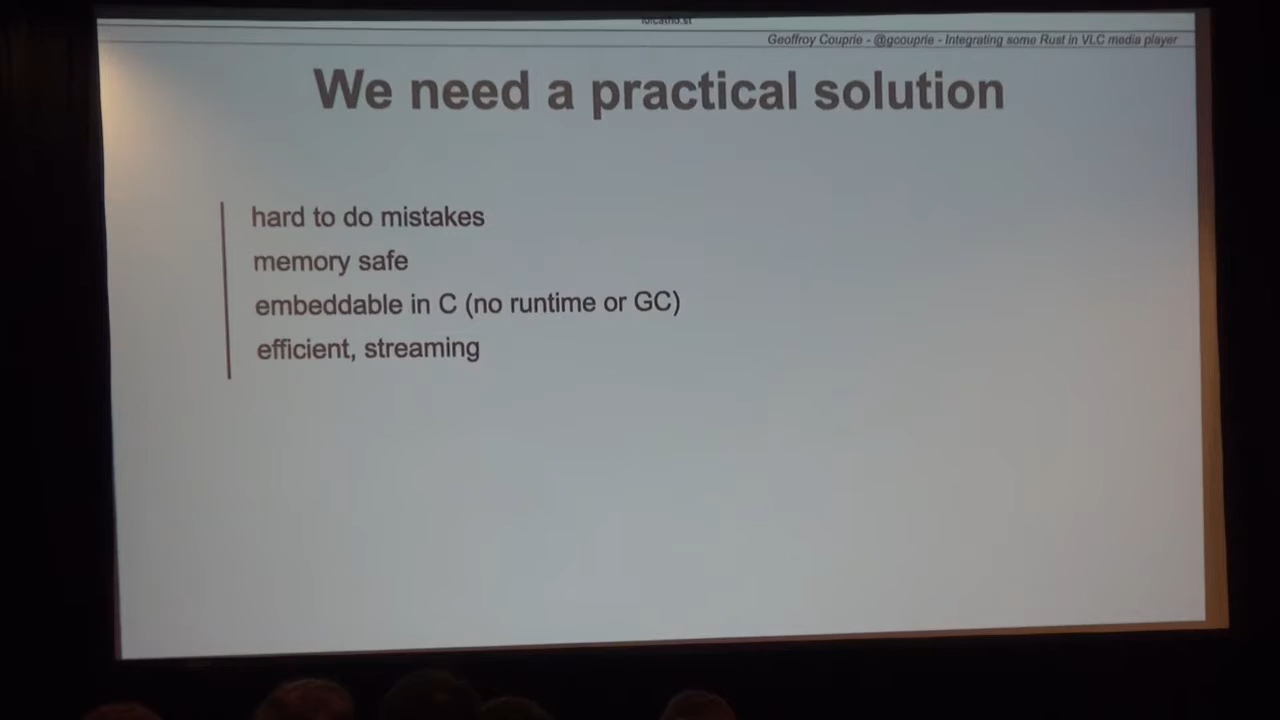 Geoffroy Couprie - @gcouprie - Integrating some Rust in VLC media player
We need a practical solution
hard to do mistakes
memory safe
embeddable in C (no runtime or GC)
efficient, streaming